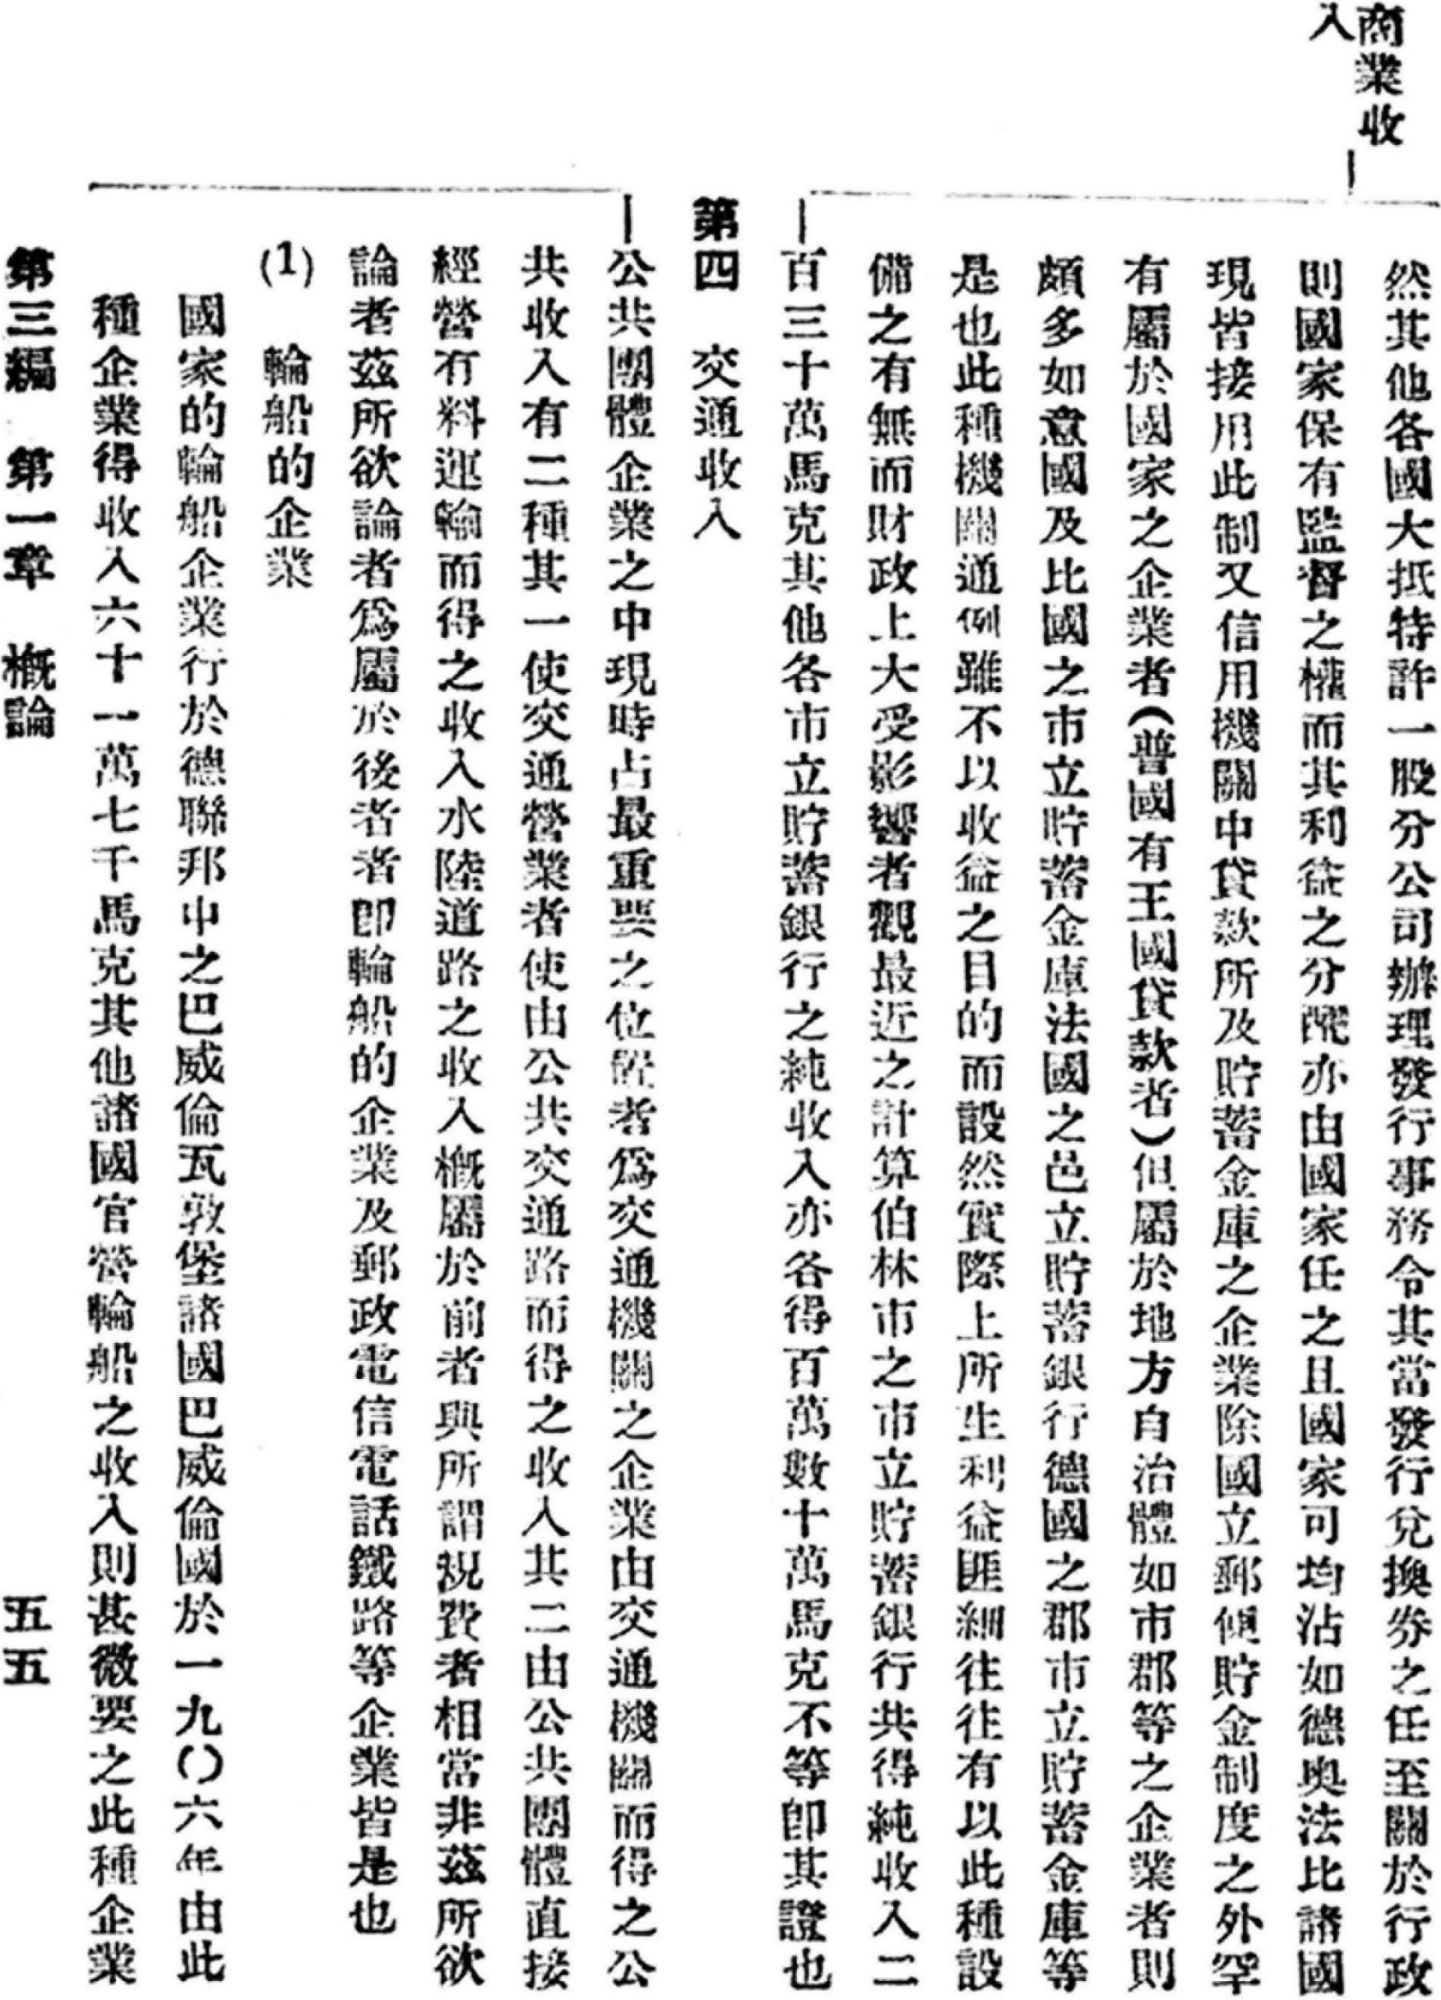 商業收
入
然其他各國大抵特許一股分公司辦理發行事務令其當發行兌換券之任至關於行政
則國家保有監督之權而其利益之分配亦由國家任之且國家可均沾如德奥法比諸國
現皆接用此制又信用機關中貸款所及貯蓄金庫之企業除國立郵便貯金制度之外罕
有屬於國家之企業者(普國有王國貸款者)但屬於地方自治體如市郡等之企業者則
頗多如意國及比國之市立貯蓄金庫法國之邑立貯蓄銀行德國之郡市立貯蓄金庫等
是也此種機關通例雖不以收益之目的而設然實際上所生利益匪細往往有以此種設
備之有無而財政上大受影響者觀最近之計算伯林市之市立貯蓄銀行共得純收入二
百三十萬馬克其他各市立貯蓄銀行之純收入亦各得百萬數十萬馬克不等卽其證也
第四　交通收入
公共團體企業之中現時占最重要之位置者爲交通機關之企業由交通機關而得之公
共收入有二種其一使交通營業者使由公共交通路而得之收入其二由公共團體直接
經營有料運輸而得之收入水陸道路之收入概屬於前者與所謂規費者相當非茲所欲
論者茲所欲論者爲屬於後者者卽輪船的企業及郵政電信電話鐵路等企業皆是也
(1)　輪船的企業
國家的輪船企業行於德聯邦中之巴威倫瓦敦堡諸國巴威倫國於一九〇六年由此
種企業得收入六十一萬七千馬克其他諸國官營輪船之收入則甚微要之此種企業
第三編　第一章　概論
五五